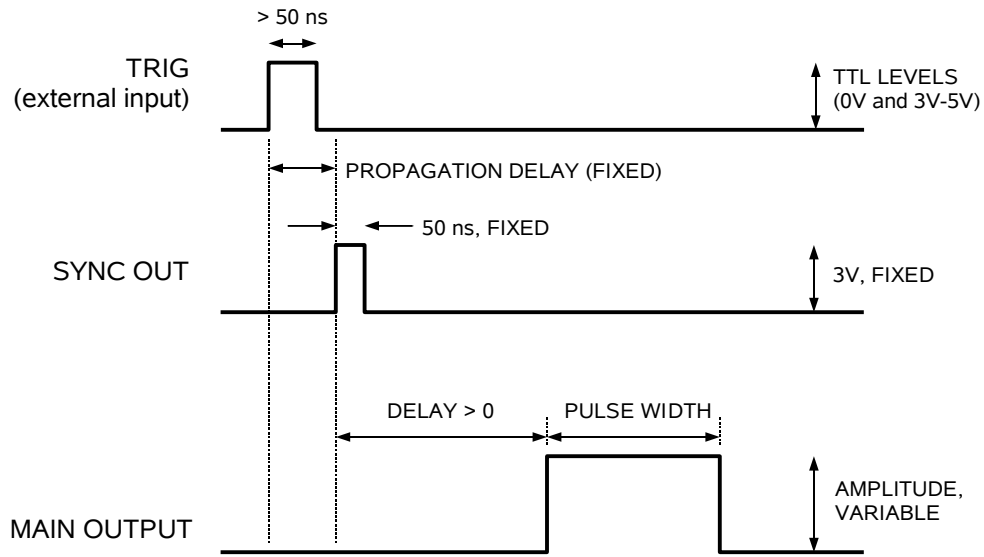 > 50 ns
TRIG
(external input)
TTL LEVELS
(0V and 3V-5V)
PROPAGATION DELAY (FIXED)
50 ns, FIXED
SYNC OUT
3V, FIXED
DELAY > 0
PULSE WIDTH
AMPLITUDE,
VARIABLE
MAIN OUTPUT